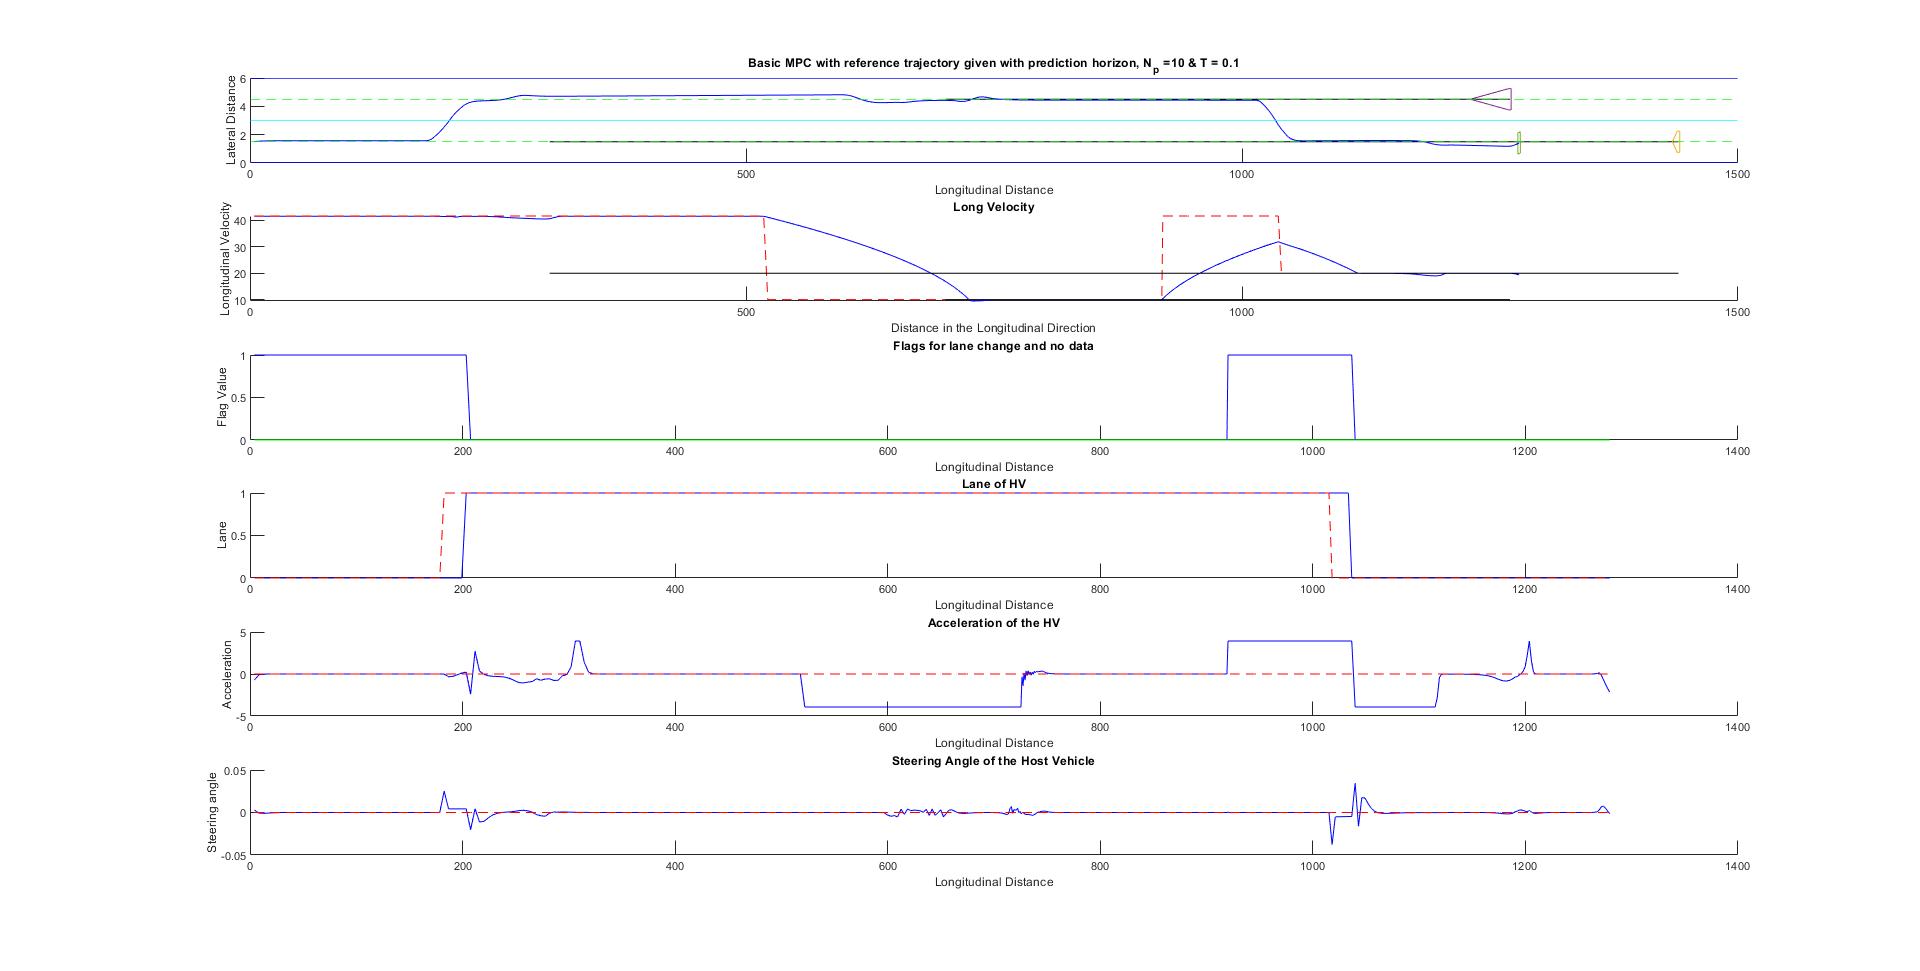 Basic MPC with reference trajectory given with prediction horizon, Np =10 & T = 0.1
Lateral Distance
6
4
2
0
0 500 1000 1500
Longitudinal Distance
Long Velocity
Longitudinal Velocity
40
30
20
10
0 500 1000 1500
Distance in the Longitudinal Direction
Flags for lane change and no data
Flag Value
1
0.5
0
0 200 400 600 800 1000 1200 1400
Longitudinal Distance
Lane of HV
Lane
1
0.5
0
0 200 400 600 800 1000 1200 1400
Longitudinal Distance
Acceleration of the HV
Acceleration
5
0
-5
0 200 400 600 800 1000 1200 1400
Longitudinal Distance
Steering Angle of the Host Vehicle
Steering angle
0.05
0
-0.05
0 200 400 600 800 1000 1200 1400
Longitudinal Distance